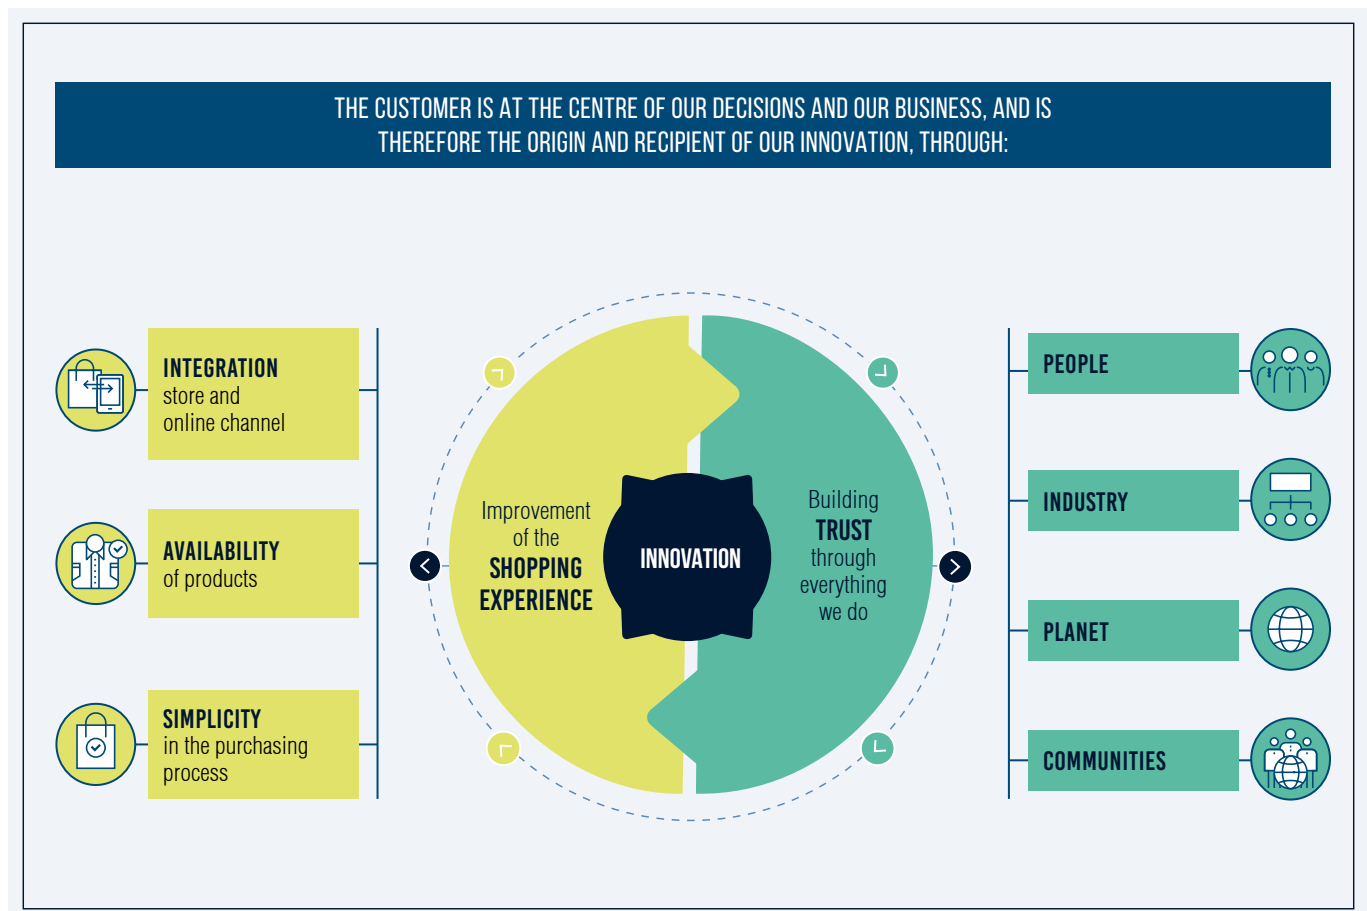 THE CUSTOMER IS AT THE CENTRE OF OUR DECISIONS AND OUR BUSINESS, AND IS
THEREFORE THE ORIGIN AND RECIPIENT OF OUR INNOVATION, THROUGH:
INTEGRATION
store and
online channel
AVAILABILITY
of products
SIMPLICITY
in the purchasing
process
Improvement
of the
SHOPPING
EXPERIENCE
INNOVATION
Building
TRUST
through
everything
we do
PEOPLE
INDUSTRY
PLANET
COMMUNITIES